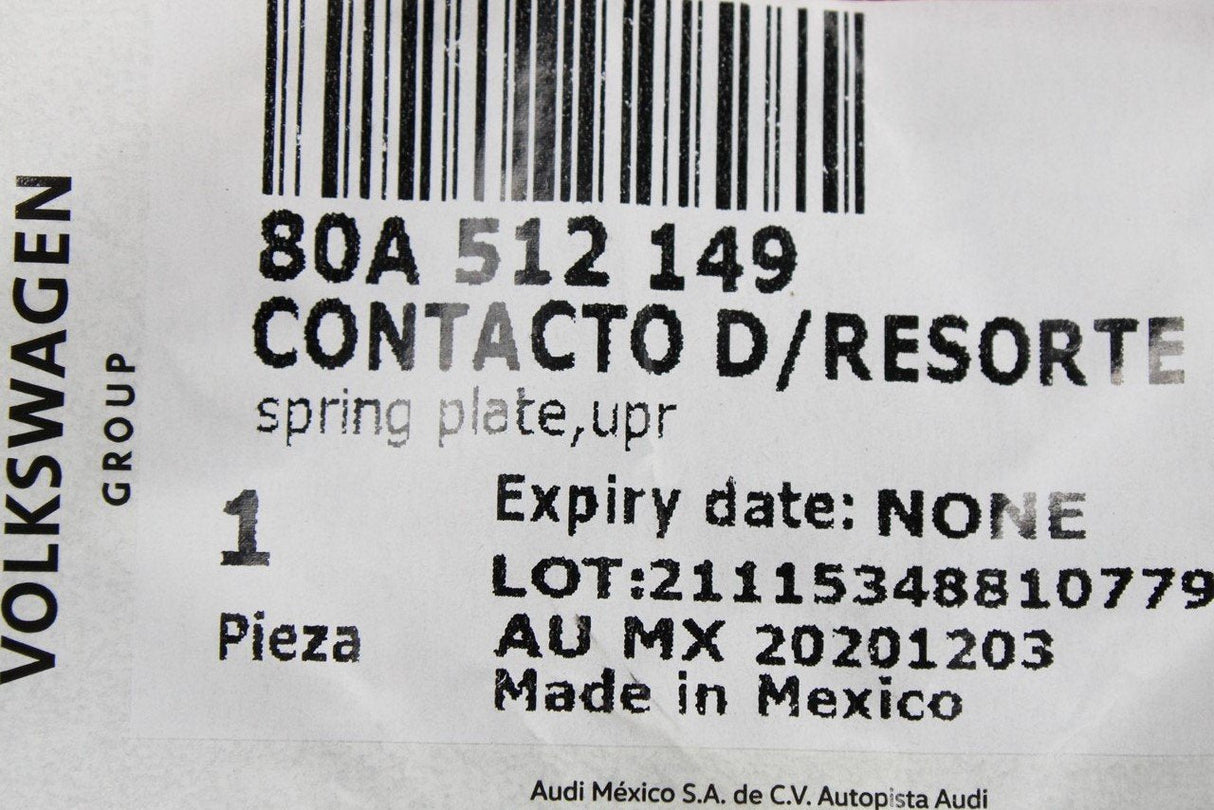 VOLKSWAGEN
GROUP
80A 512 149
CONTACTO D/RESORTE
spring plate,upr
1
Pieza
Expiry date: NONE
LOT:21115348810779
AU MX 20201203
Made in Mexico
Audi México S.A. de C.V. Autopista Audi